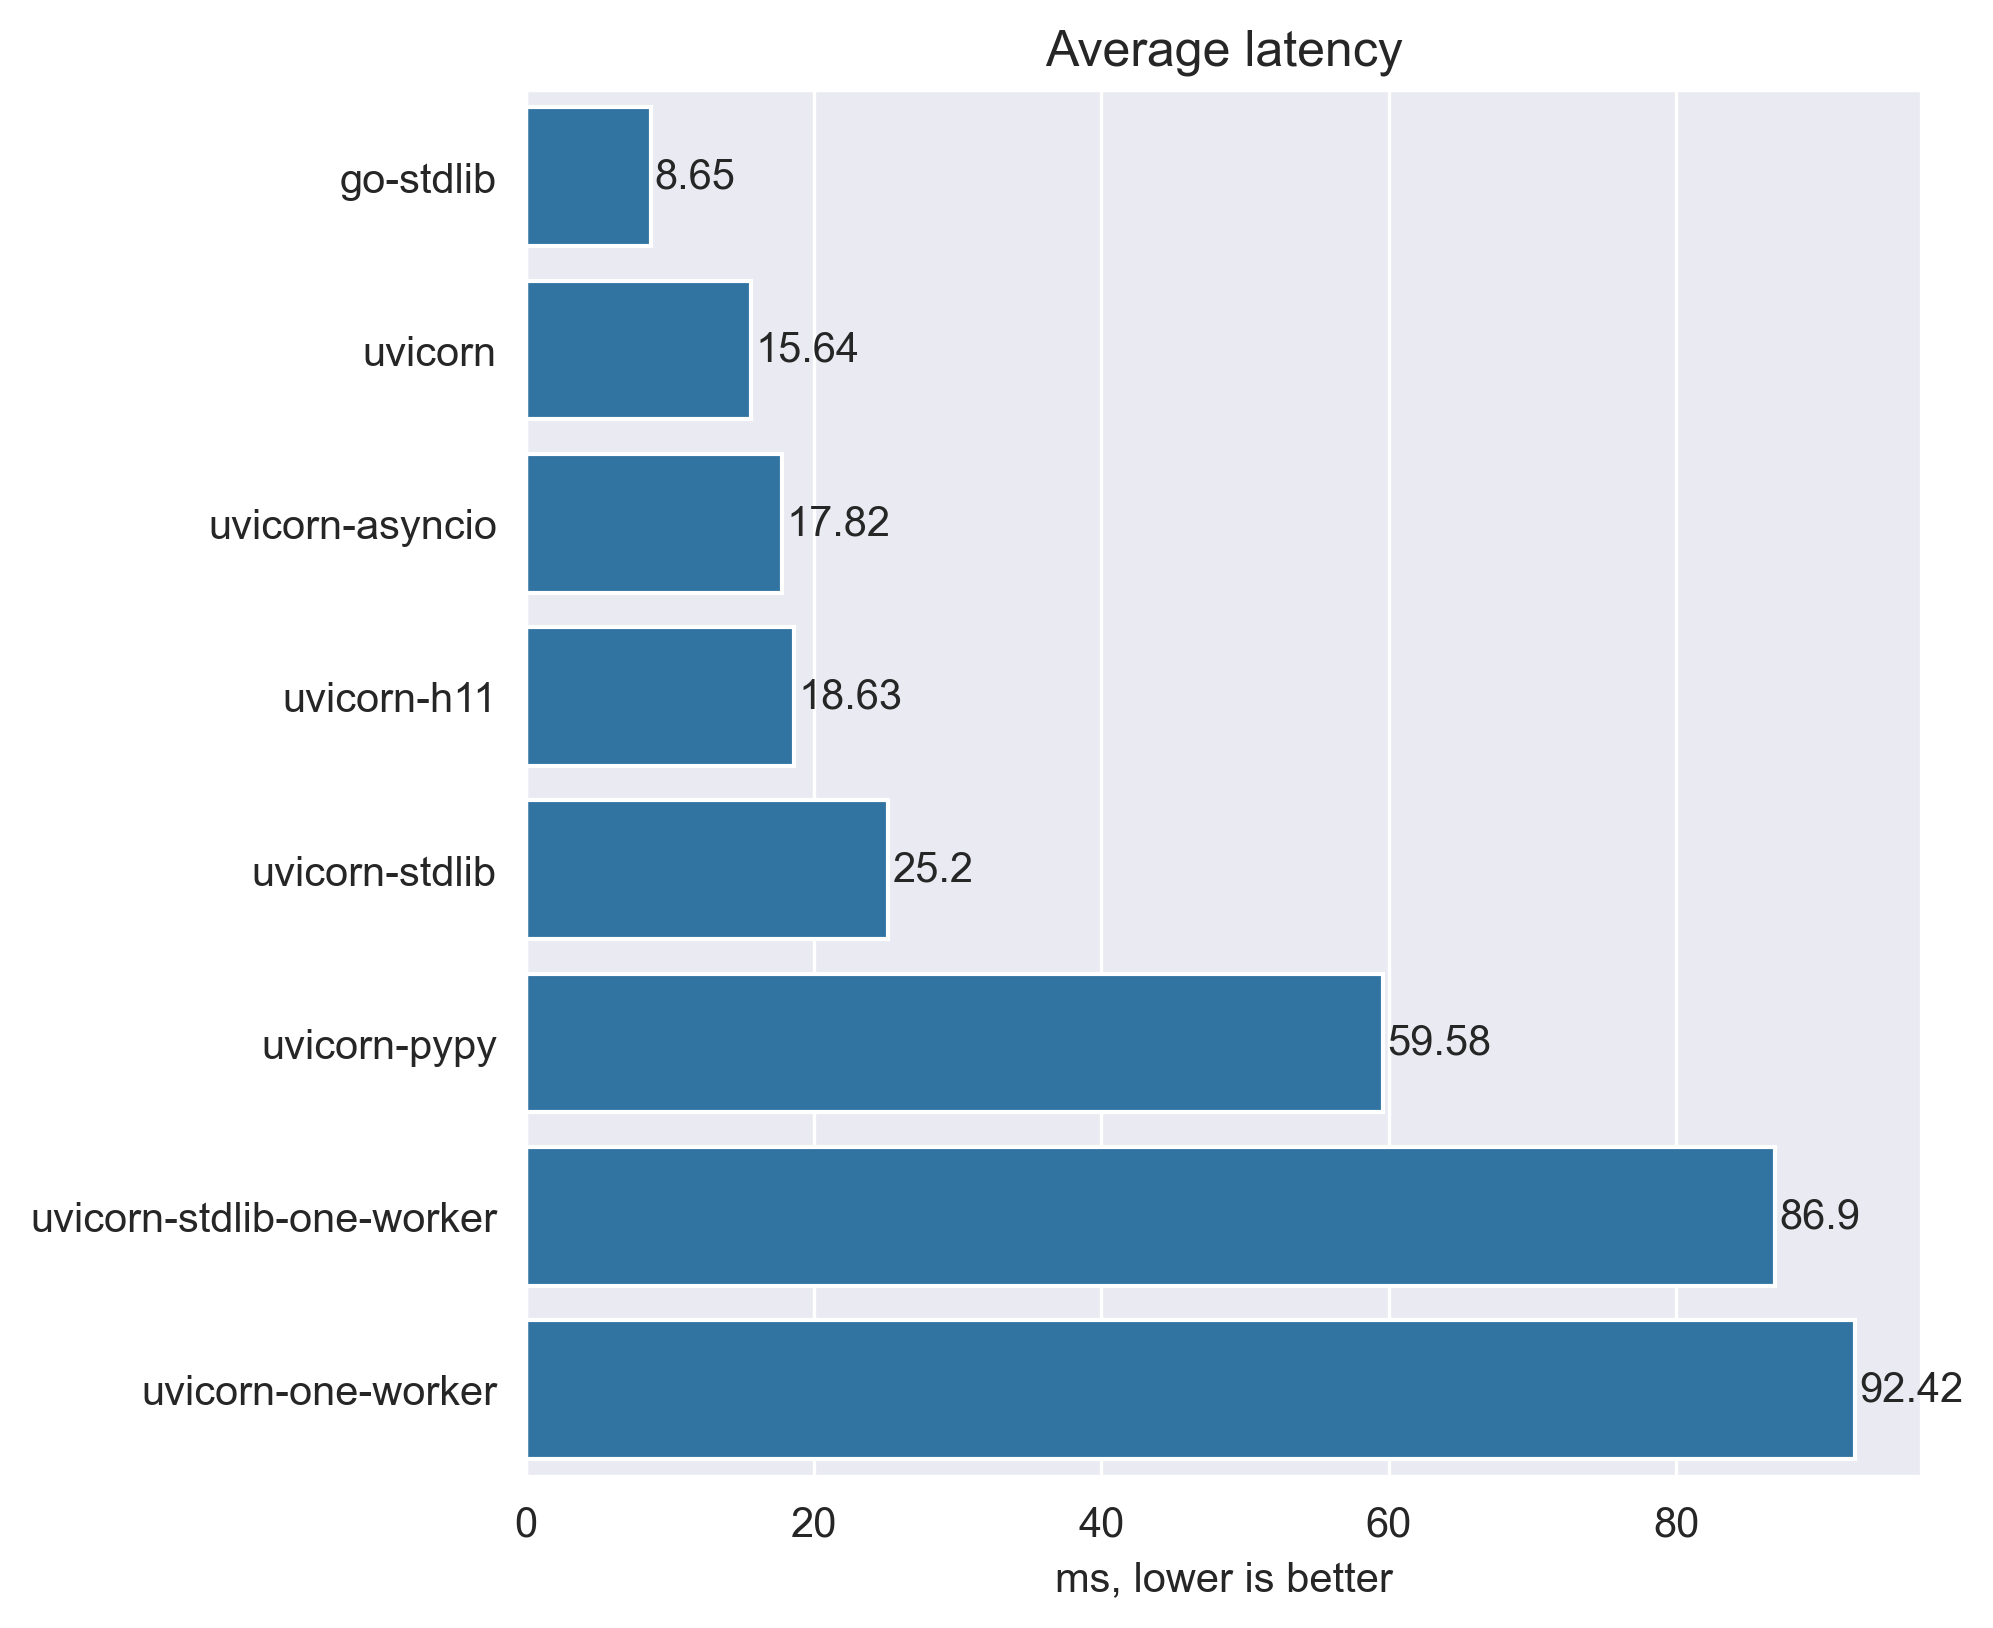 Average latency
go-stdlib
8.65
uvicorn
15.64
uvicorn-asyncio
17.82
uvicorn-h11
18.63
uvicorn-stdlib
25.2
uvicorn-pypy
59.58
uvicorn-stdlib-one-worker
86.9
uvicorn-one-worker
92.42
0 20 40 60 80
ms, lower is better